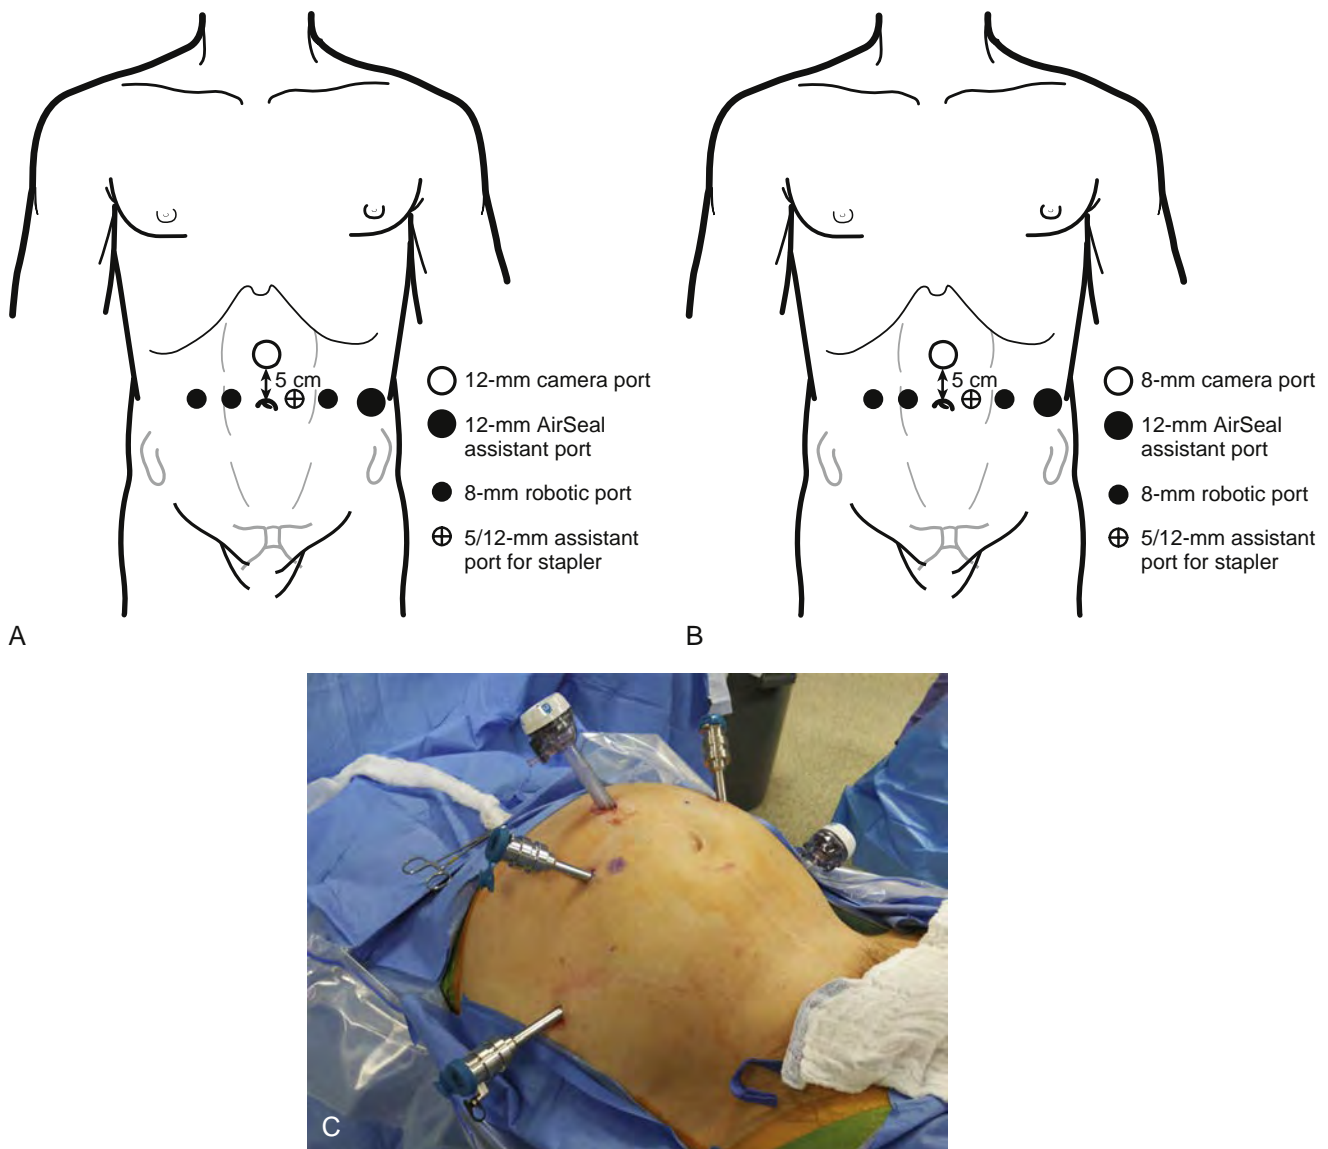 5 cm
12-mm camera port
12-mm AirSeal
assistant port
8-mm robotic port
5/12-mm assistant
port for stapler
A
5 cm
8-mm camera port
12-mm AirSeal
assistant port
8-mm robotic port
5/12-mm assistant
port for stapler
B
C